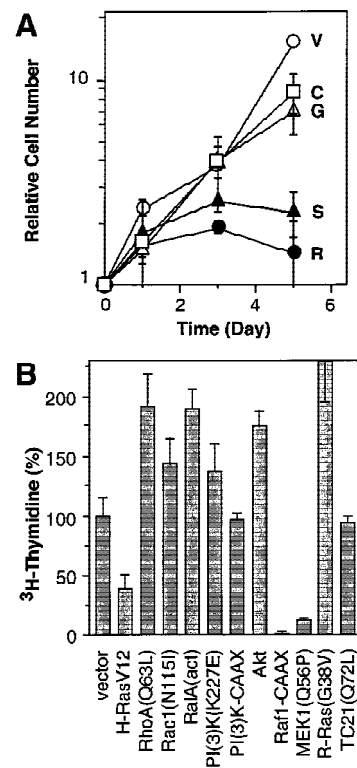 A
Relative Cell Number
10
1
V
C
G
S
R
0 2 4 6
Time (Day)
B
³H-Thymidine (%)
200
150
100
50
0
vector
H-RasV12
RhoA(Q63L)
Rac1(N115I)
RalA(act)
PI(3)K(K227E)
PI(3)K-CAAX
Akt
Raf1-CAAX
MEK1(Q56P)
R-Ras(G38V)
TC21(Q72L)